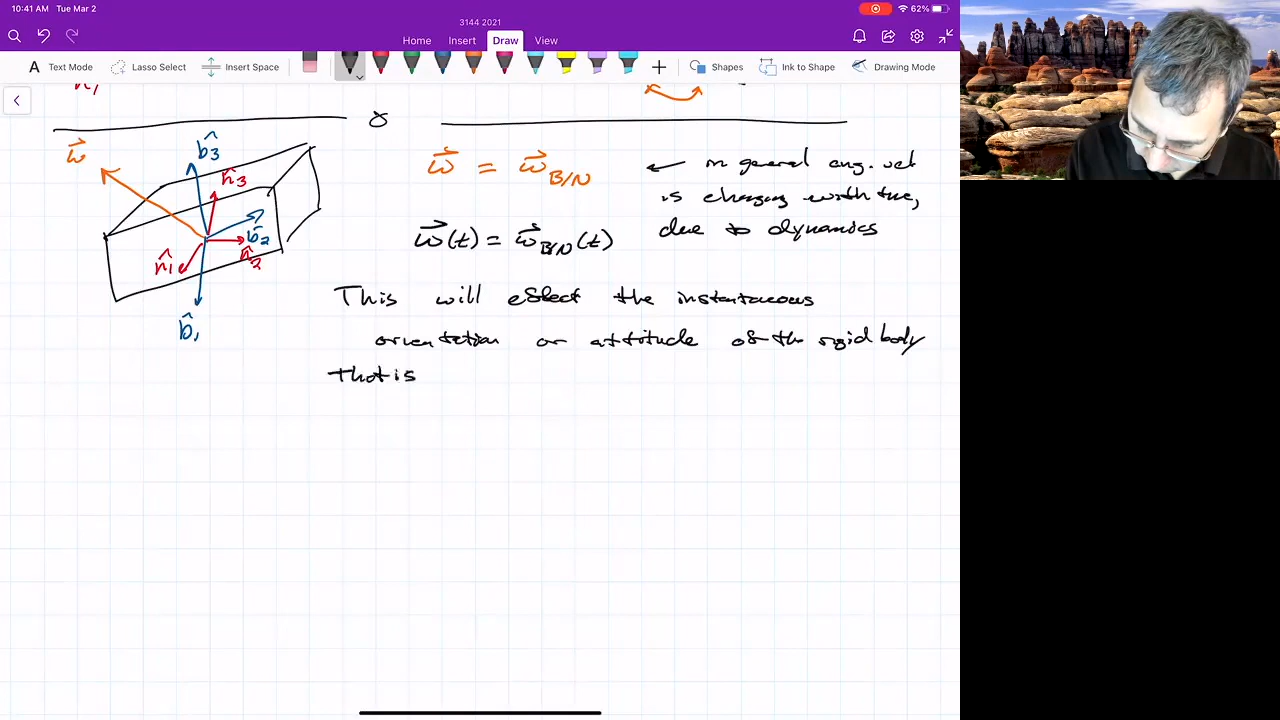 10:41 AM Tue Mar 2
62%
3144 2021
Home Insert Draw View
Text Mode Lasso Select Insert Space Shapes Ink to Shape Drawing Mode
n₁
ω⃗ b̂3 n̂3 b̂2 n̂2 n̂1 b̂1
ω⃗ = ω⃗ B/N ← in general ang. vel
is changing with time,
ω⃗(t) = ω⃗ B/N (t) due to dynamics
This will effect the instantaneous
orientation or attitude of the rigid body
That is